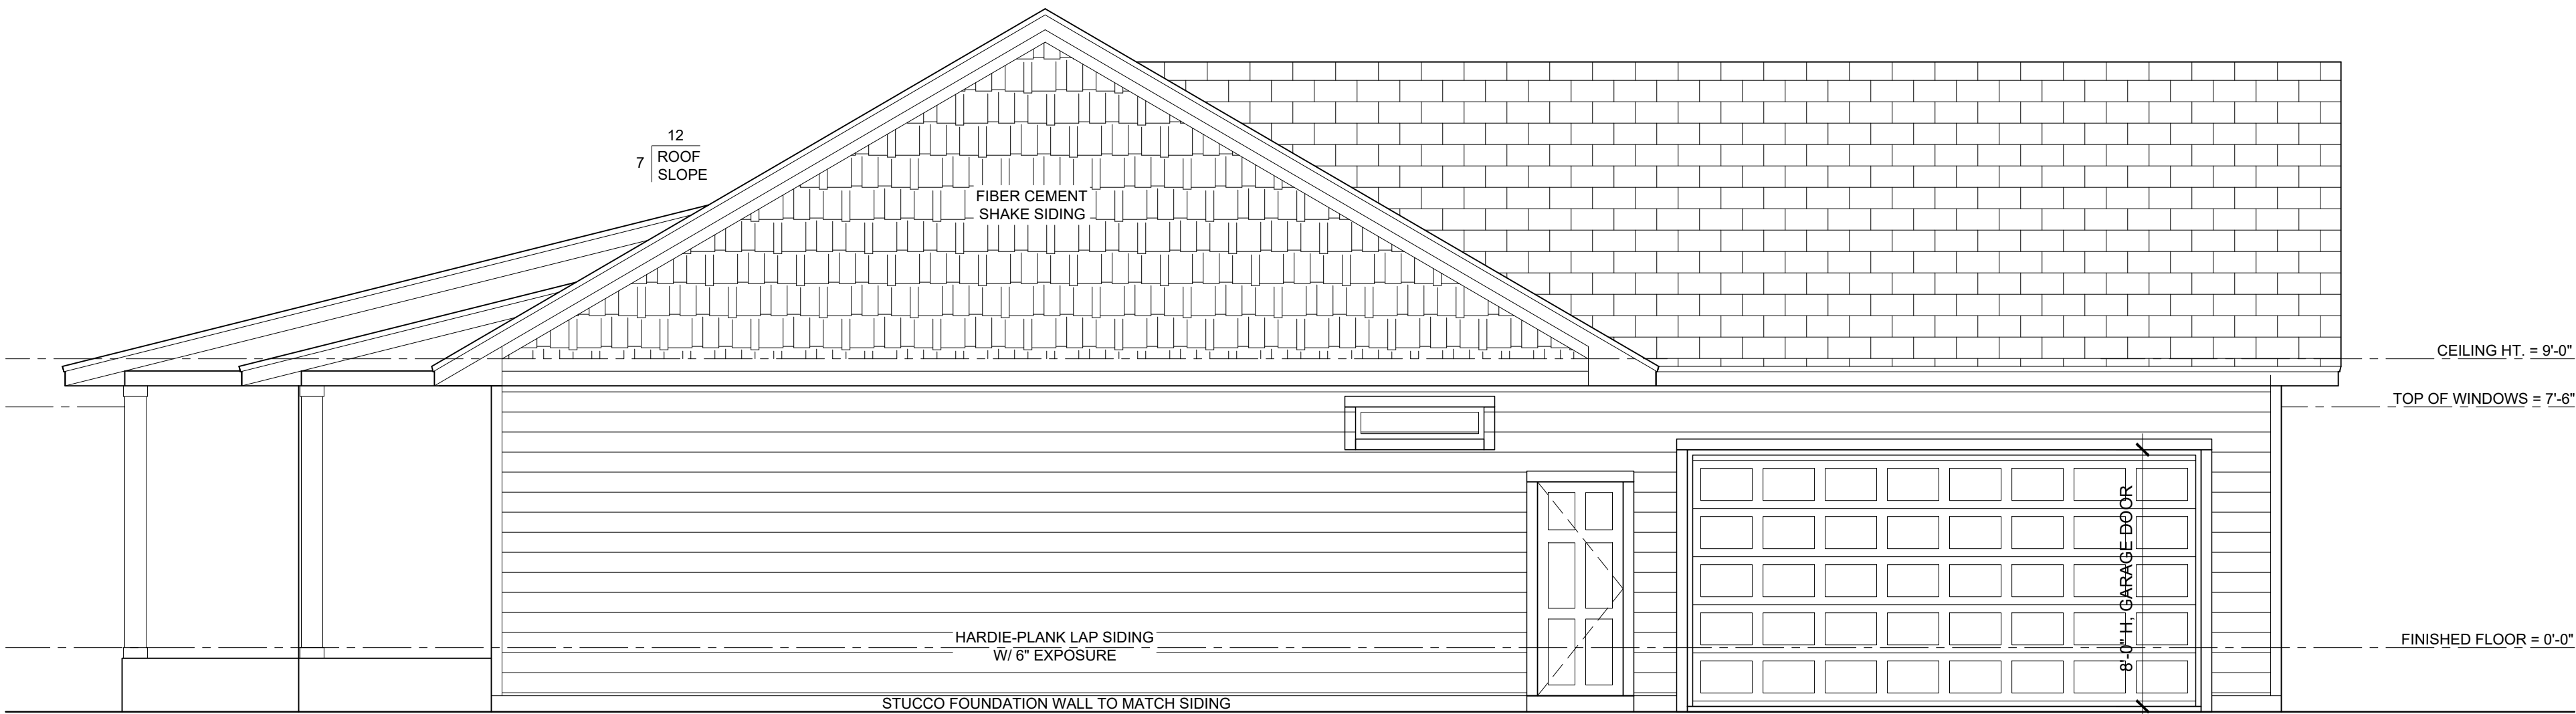 12
7
ROOF
SLOPE
FIBER CEMENT
SHAKE SIDING
CEILING HT. = 9'-0"
TOP OF WINDOWS = 7'-6"
8'-0" H, GARAGE DOOR
HARDIE-PLANK LAP SIDING
W/ 6" EXPOSURE
FINISHED FLOOR = 0'-0"
STUCCO FOUNDATION WALL TO MATCH SIDING